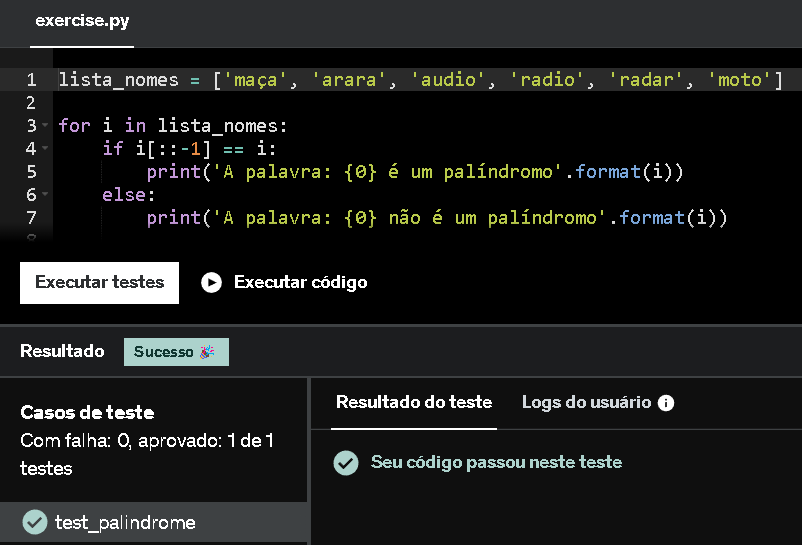 exercise.py
1 lista_nomes = ['maça', 'arara', 'audio', 'radio', 'radar', 'moto']
2
3 for i in lista_nomes:
4     if i[::-1] == i:
5         print('A palavra: {0} é um palíndromo'.format(i))
6     else:
7         print('A palavra: {0} não é um palíndromo'.format(i))
8
Executar testes Executar código
Resultado Sucesso 🎉
Casos de teste
Com falha: 0, aprovado: 1 de 1
testes
test_palindrome
Resultado do teste Logs do usuário
Seu código passou neste teste